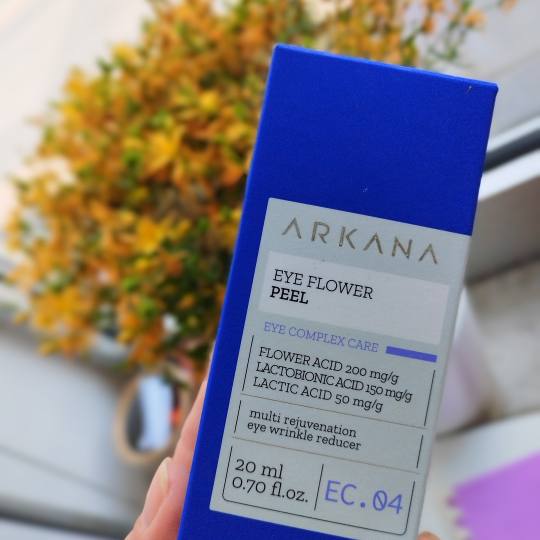 ARKANA
EYE FLOWER
PEEL
EYE COMPLEX CARE
FLOWER ACID 200 mg/g
LACTOBIONIC ACID 150 mg/g
LACTIC ACID 50 mg/g
multi rejuvenation
eye wrinkle reducer
20 ml
0.70 fl.oz.
EC.04